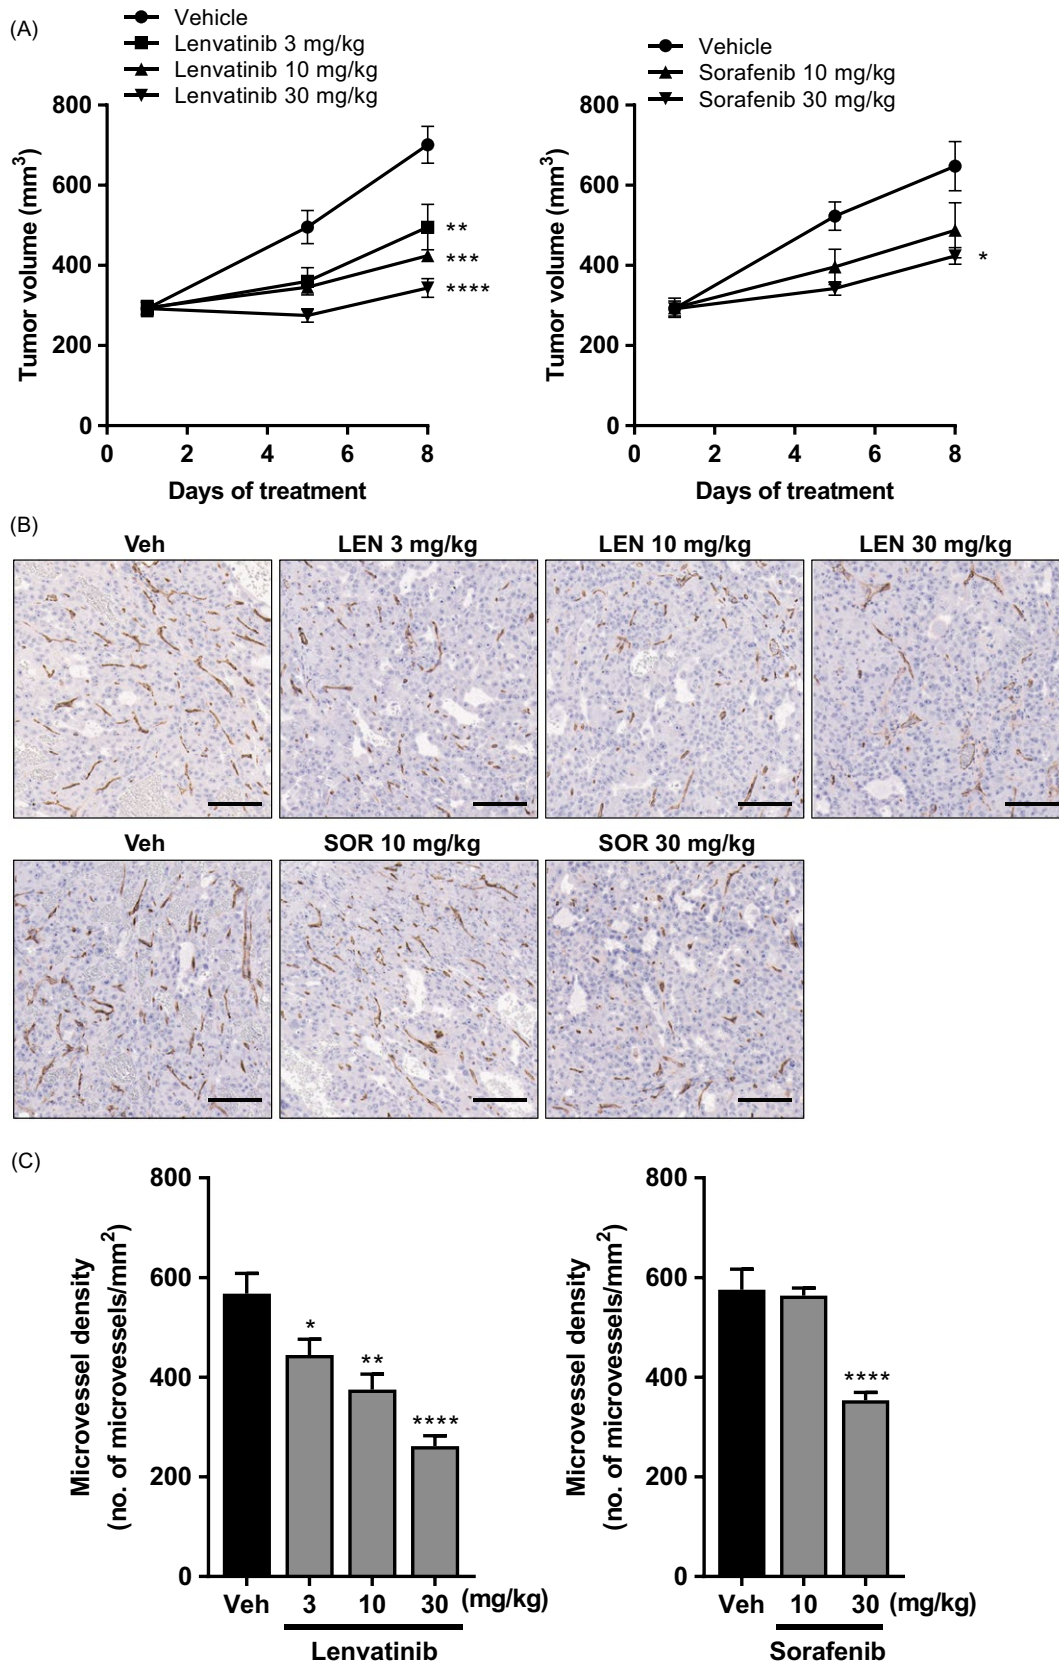 (A)
Vehicle
Lenvatinib 3 mg/kg
Lenvatinib 10 mg/kg
Lenvatinib 30 mg/kg
800
600
400
200
0
Tumor volume (mm³)
**
***
****
0 2 4 6 8
Days of treatment
Vehicle
Sorafenib 10 mg/kg
Sorafenib 30 mg/kg
800
600
400
200
0
Tumor volume (mm³)
*
0 2 4 6 8
Days of treatment
(B)
Veh LEN 3 mg/kg LEN 10 mg/kg LEN 30 mg/kg
Veh SOR 10 mg/kg SOR 30 mg/kg
(C)
800
600
400
200
0
Microvessel density
(no. of microvessels/mm²)
*
**
****
Veh 3 10 30 (mg/kg)
Lenvatinib
800
600
400
200
0
Microvessel density
(no. of microvessels/mm²)
****
Veh 10 30 (mg/kg)
Sorafenib